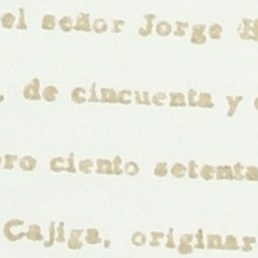 el señor Jorge
, de cincuenta y
ro ciento setenta
Cajiga, originar